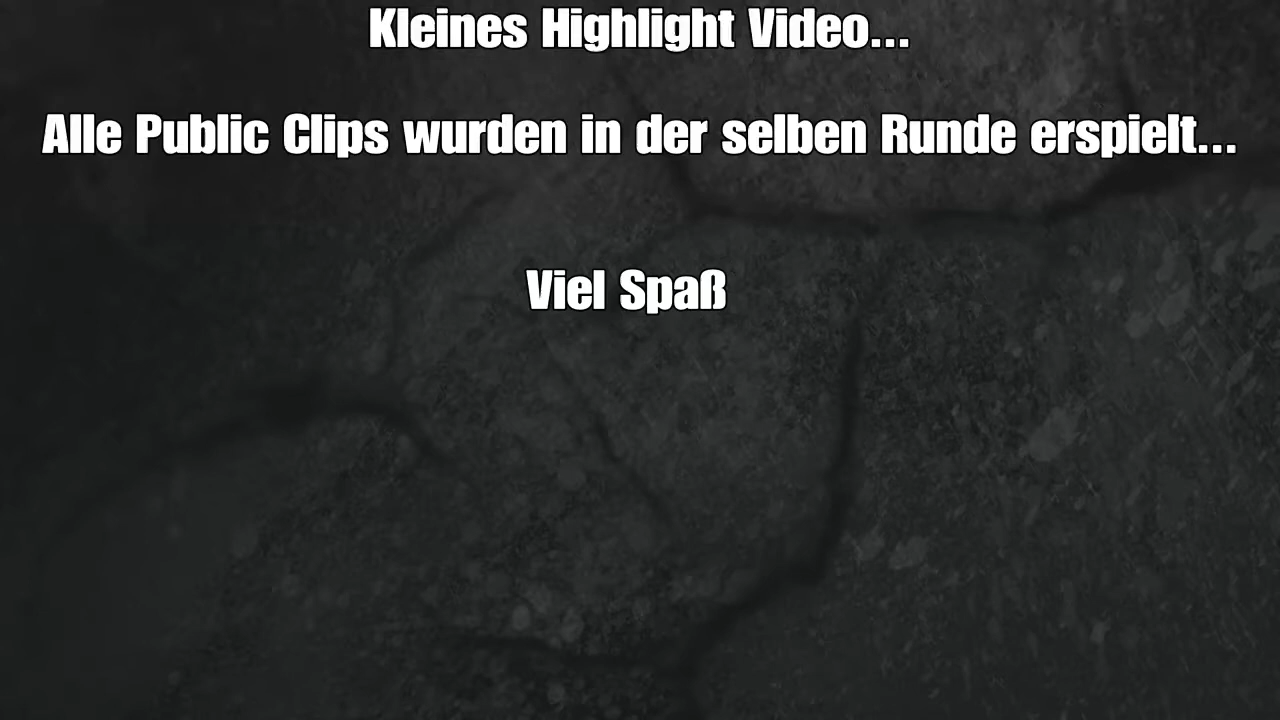 Kleines Highlight Video...
Alle Public Clips wurden in der selben Runde erspielt...
Viel Spaß